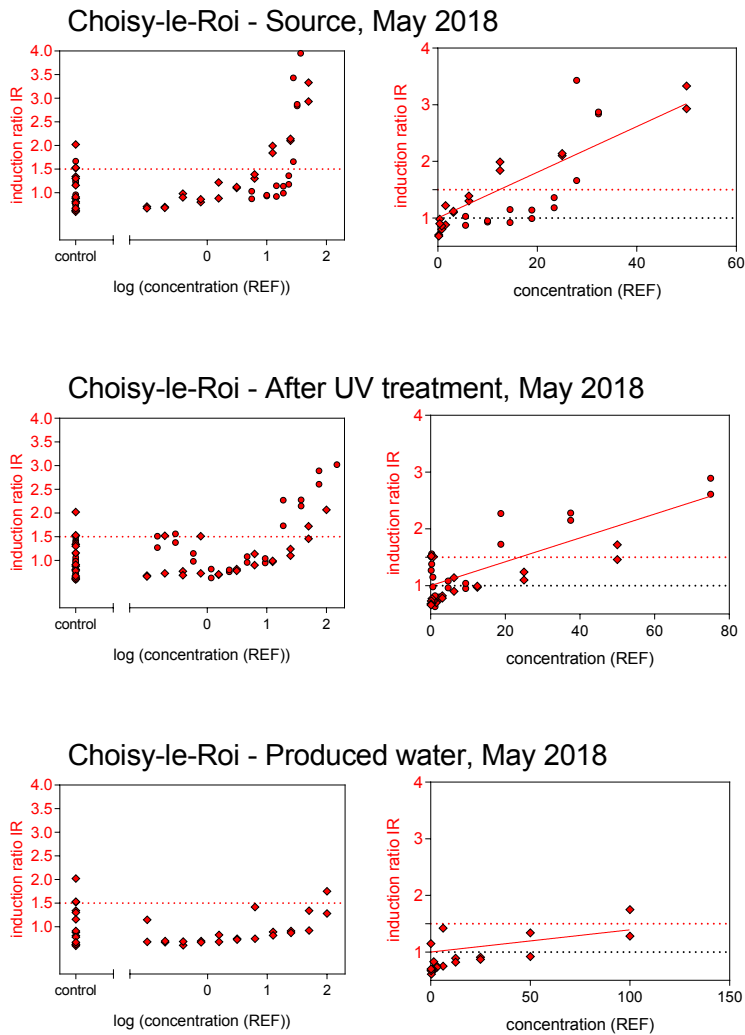 Choisy-le-Roi - Source, May 2018
induction ratio IR
4.0
3.5
3.0
2.5
2.0
1.5
1.0
control 0 1 2
log (concentration (REF))
induction ratio IR
4
3
2
1
0 20 40 60
concentration (REF)
Choisy-le-Roi - After UV treatment, May 2018
induction ratio IR
4.0
3.5
3.0
2.5
2.0
1.5
1.0
control 0 1 2
log (concentration (REF))
induction ratio IR
4
3
2
1
0 20 40 60 80
concentration (REF)
Choisy-le-Roi - Produced water, May 2018
induction ratio IR
4.0
3.5
3.0
2.5
2.0
1.5
1.0
control 0 1 2
log (concentration (REF))
induction ratio IR
4
3
2
1
0 50 100 150
concentration (REF)